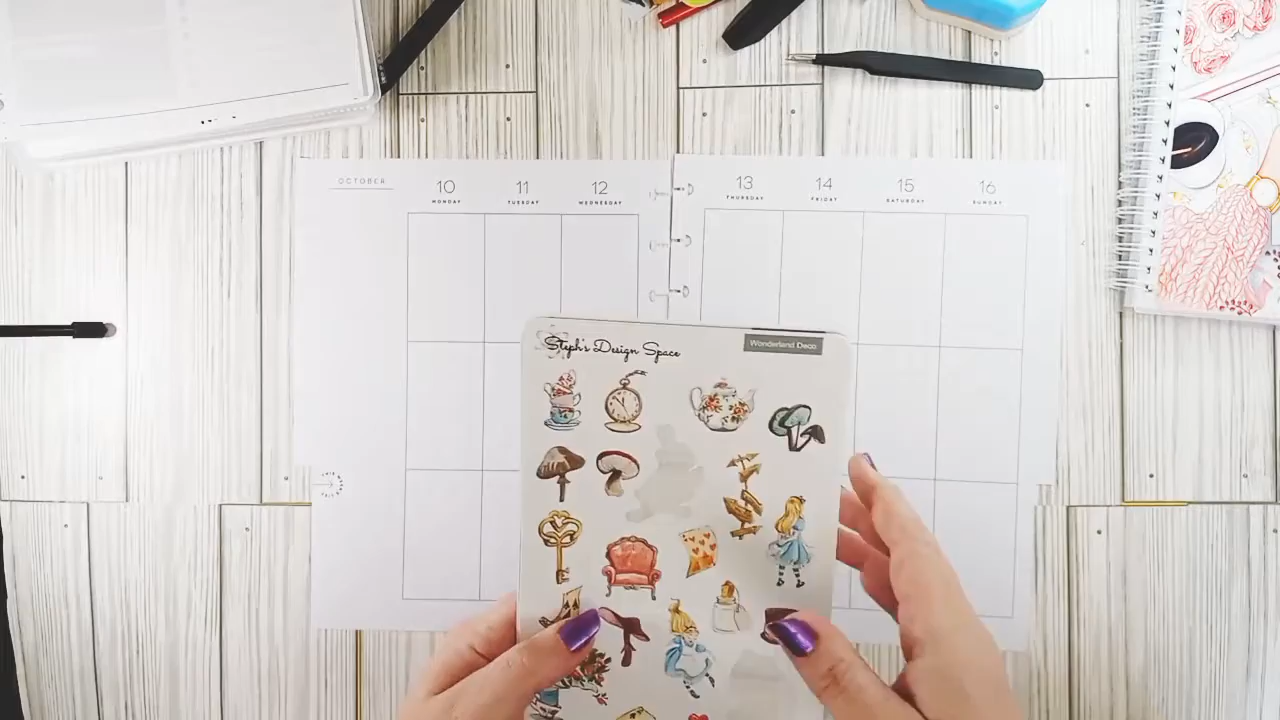 OCTOBER
10 11 12 13 14 15 16
MONDAY TUESDAY WEDNESDAY THURSDAY FRIDAY SATURDAY SUNDAY
Steph's Design Space
Wonderland Deco